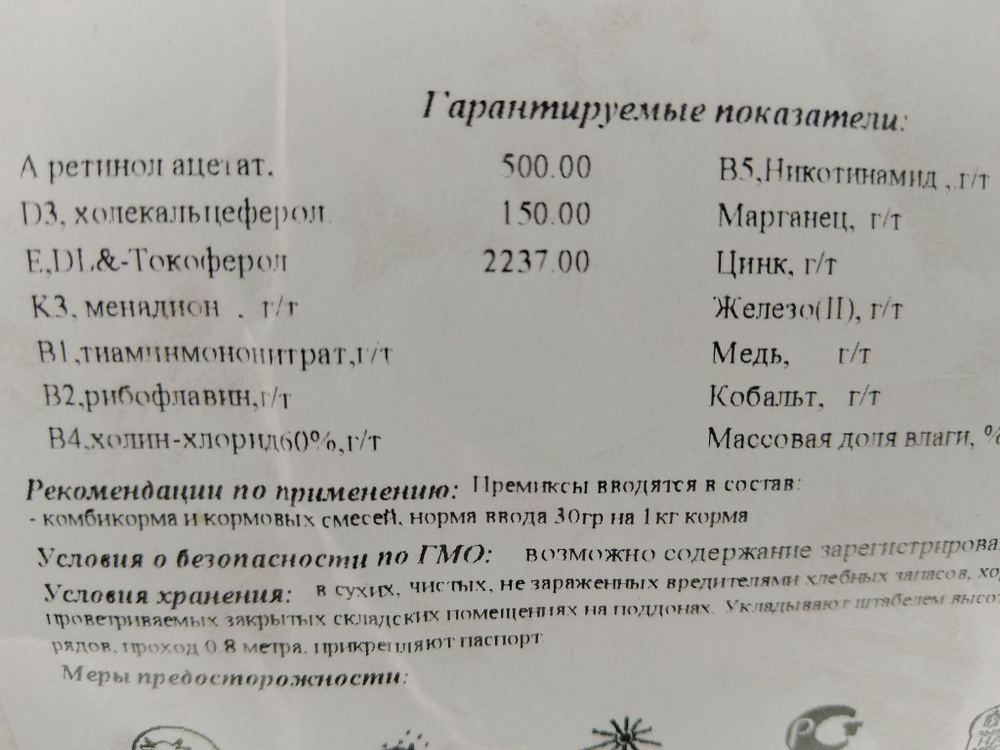 Гарантируемые показатели:
А ретинол ацетат. 500.00 В5,Никотинамид , г/т
D3, холекальцеферол. 150.00 Марганец, г/т
Е,DL&-Токоферол 2237.00 Цинк, г/т
К3, менадион . г/т Железо(II), г/т
В1,тиаминмононитрат,г/т Медь, г/т
В2,рибофлавин,г/т Кобальт, г/т
В4,холин-хлорид60%,г/т Массовая доля влаги, %
Рекомендации по применению: Премиксы вводятся в состав:
- комбикорма и кормовых смесей, норма ввода 30гр на 1кг корма
Условия о безопасности по ГМО: возможно содержание зарегистрирова
Условия хранения: в сухих, чистых, не зараженных вредителями хлебных запасов, хо
проветриваемых закрытых складских помещениях на поддонах. Укладывают штабелем высот
рядов, проход 0.8 метра, прикрепляют паспорт.
Меры предосторожности: